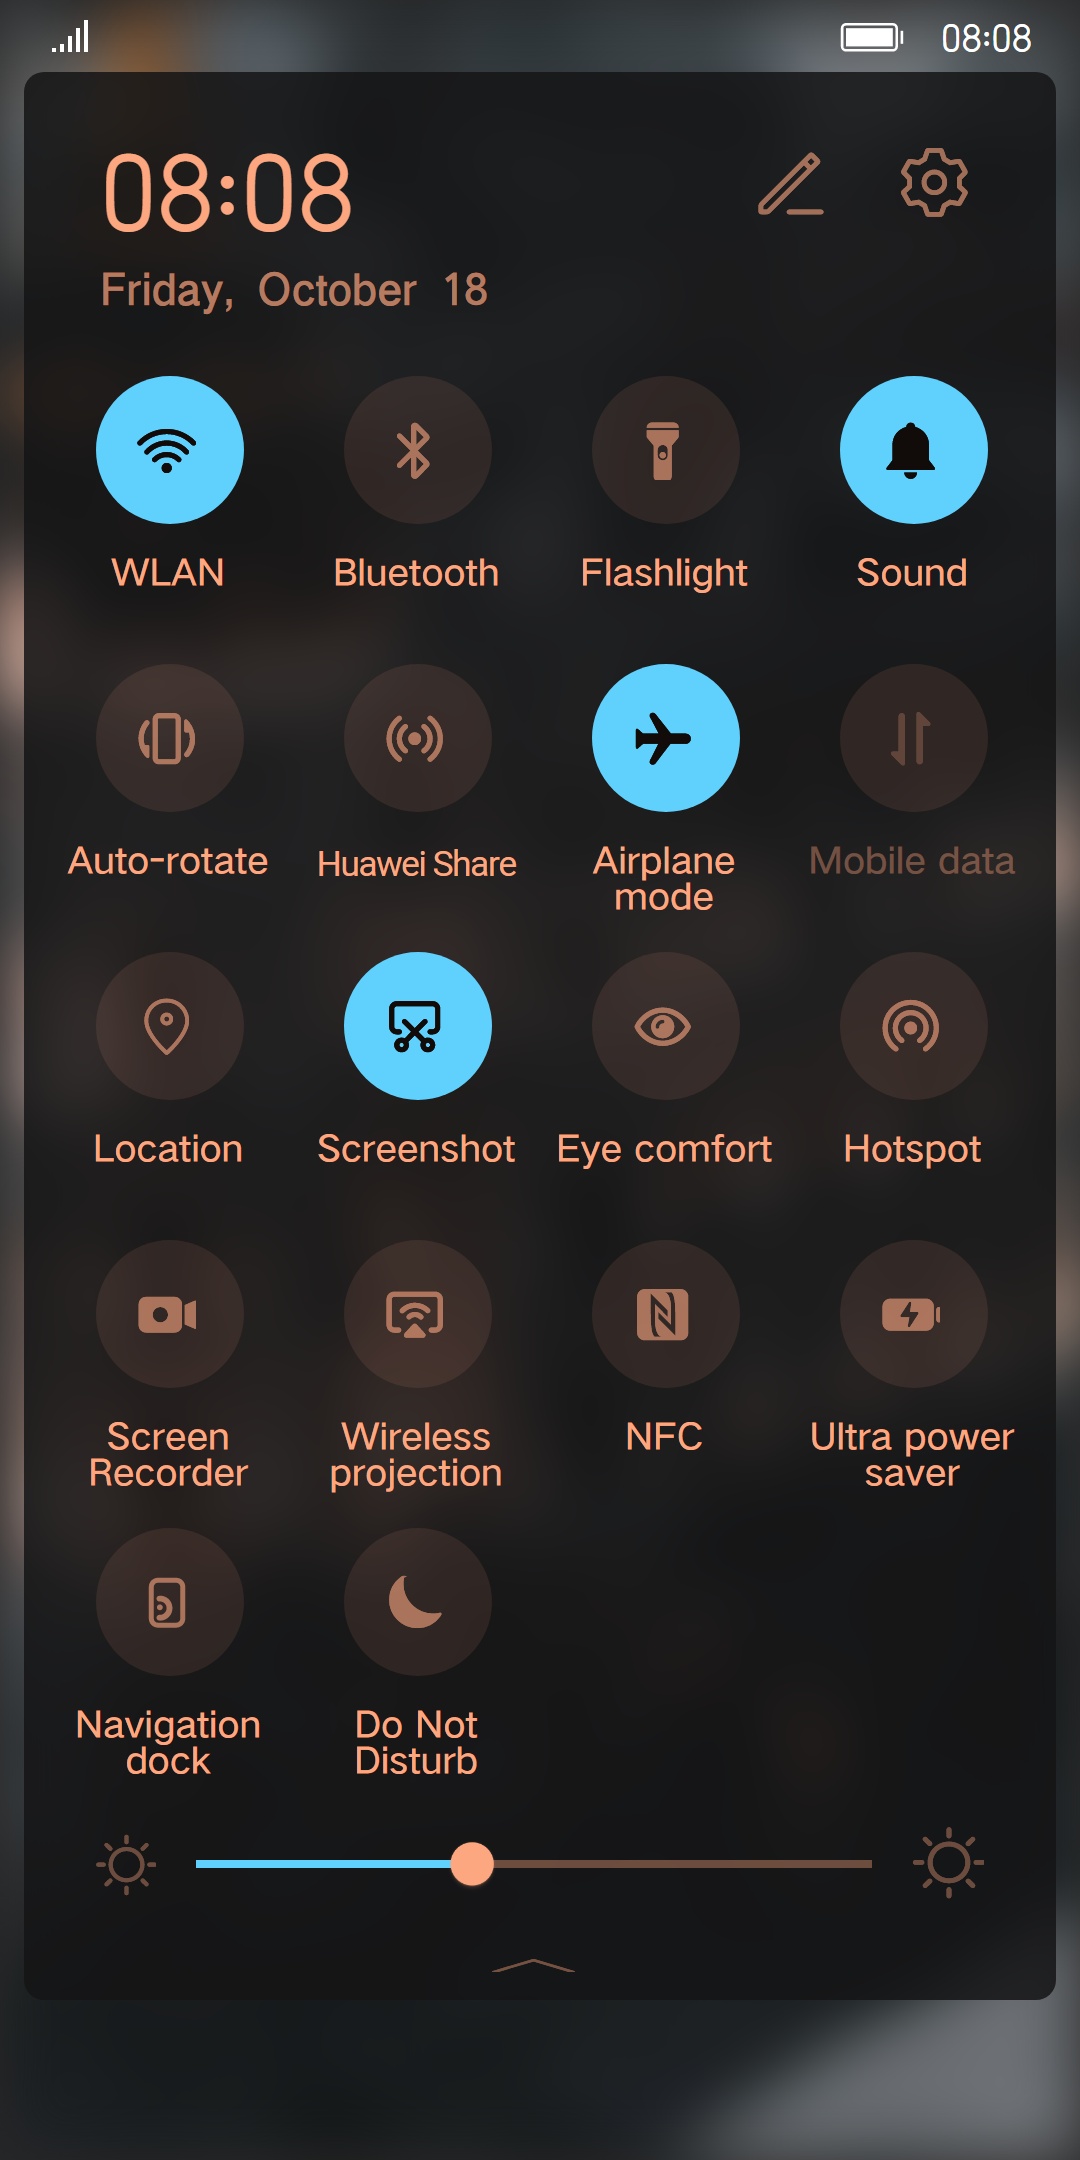 08:08
08:08
Friday, October 18
WLAN Bluetooth Flashlight Sound
Auto-rotate Huawei Share Airplane mode Mobile data
Location Screenshot Eye comfort Hotspot
Screen Recorder Wireless projection NFC Ultra power saver
Navigation dock Do Not Disturb